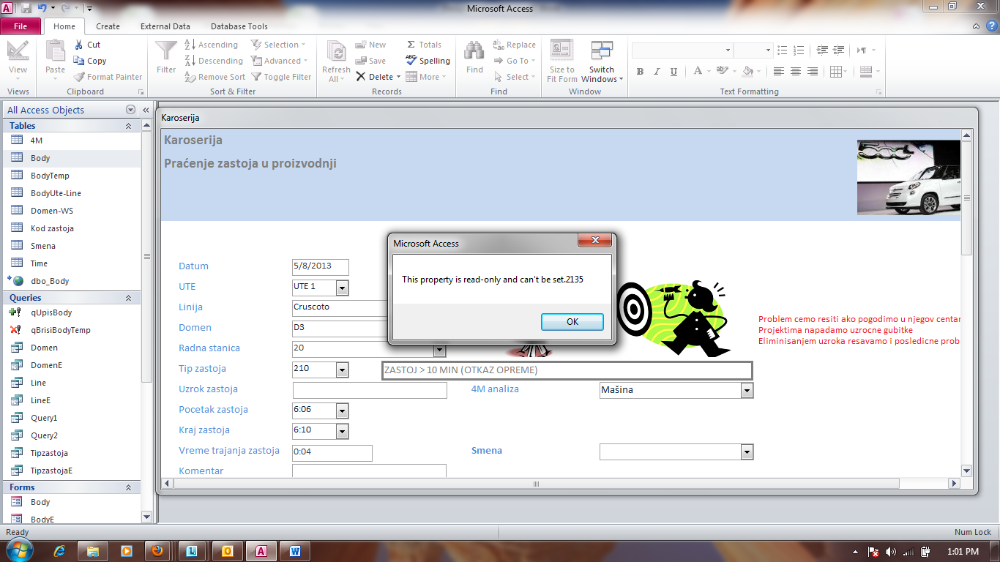 Microsoft Access
File Home Create External Data Database Tools
View
Views
Paste
Cut
Copy
Format Painter
Clipboard
Filter
Ascending
Descending
Remove Sort
Selection
Advanced
Toggle Filter
Sort & Filter
Refresh
All
New
Save
Delete
Totals
Spelling
More
Records
Find
Replace
Go To
Select
Find
Size to
Fit Form
Switch
Windows
Window
B I U
A
Text Formatting
All Access Objects
Tables
4M
Body
BodyTemp
BodyUte-Line
Domen-WS
Kod zastoja
Smena
Time
dbo_Body
Queries
qUpisBody
qBrisiBodyTemp
Domen
DomenE
Line
LineE
Query1
Query2
Tipzastoja
TipzastojaE
Forms
Body
BodyE
Karoserija
Karoserija
Praćenje zastoja u proizvodnji
Datum 5/8/2013
UTE UTE 1
Linija Cruscoto
Domen D3
Radna stanica 20
Tip zastoja 210 ZASTOJ > 10 MIN (OTKAZ OPREME)
Uzrok zastoja 4M analiza Mašina
Pocetak zastoja 6:06
Kraj zastoja 6:10
Vreme trajanja zastoja 0:04 Smena
Komentar
Microsoft Access
This property is read-only and can't be set.2135
OK
Problem cemo resiti ako pogodimo u njegov centar
Projektima napadamo uzrocne gubitke
Eliminisanjem uzroka resavamo i posledicne prob
Ready
Num Lock
1:01 PM